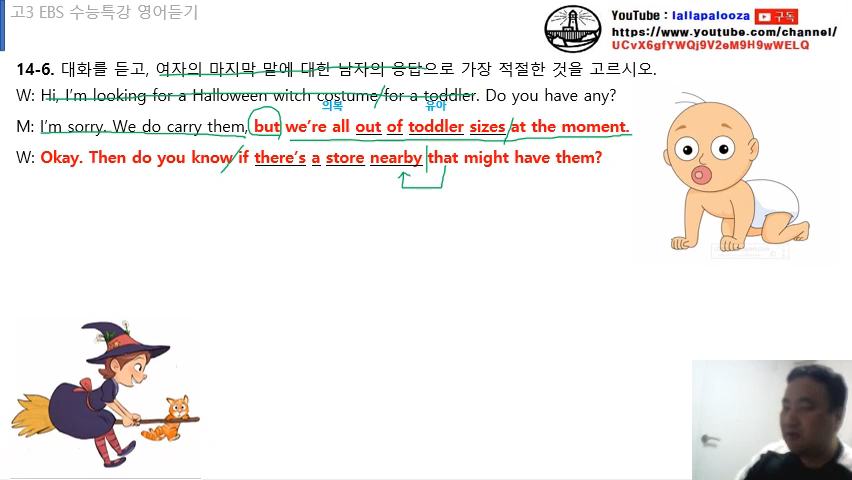 고3 EBS 수능특강 영어듣기
YouTube : lallapalooza 구독
https://www.youtube.com/channel/
UCvX6gfYWQj9V2eM9H9wWELQ
14-6. 대화를 듣고, 여자의 마지막 말에 대한 남자의 응답으로 가장 적절한 것을 고르시오.
W: Hi, I'm looking for a Halloween witch costume for a toddler. Do you have any?
의복 유아
M: I'm sorry. We do carry them, but we're all out of toddler sizes at the moment.
W: Okay. Then do you know if there's a store nearby that might have them?